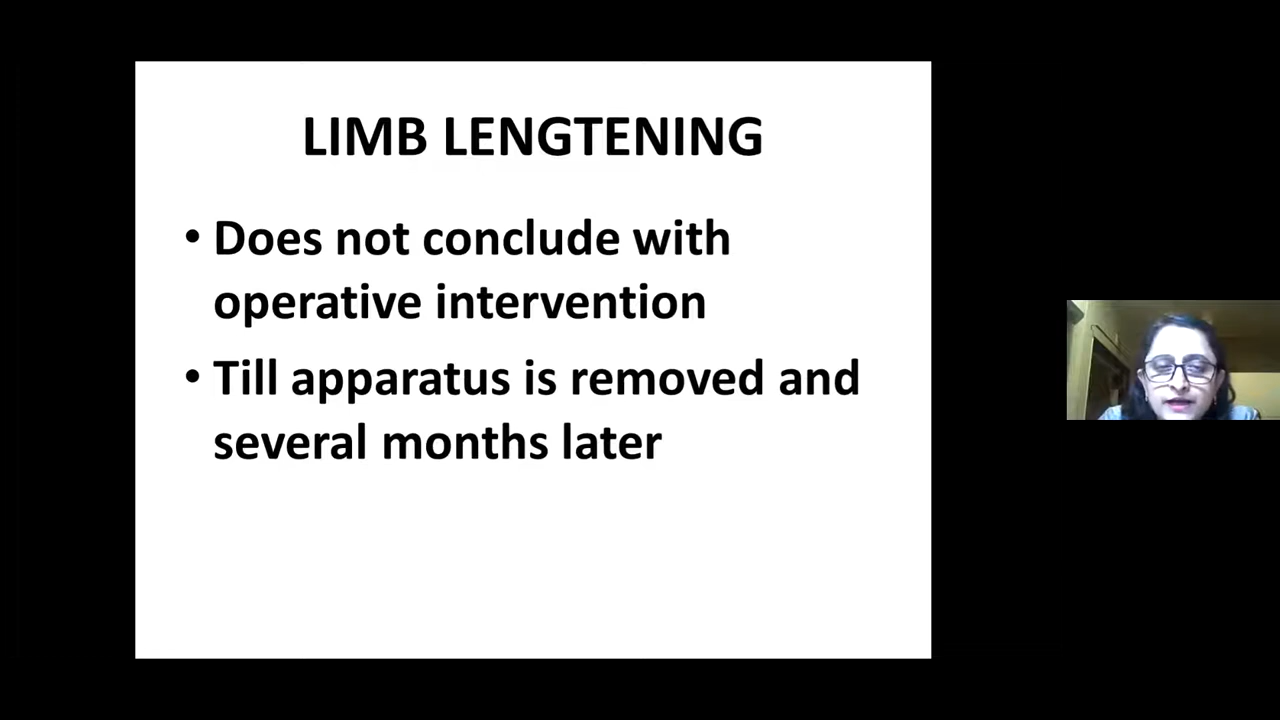 LIMB LENGTENING
• Does not conclude with
operative intervention
• Till apparatus is removed and
several months later